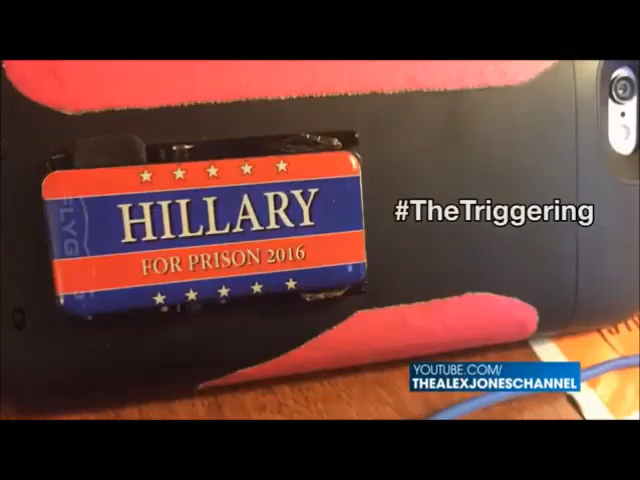 HILLARY
FOR PRISON 2016
#TheTriggering
YOUTUBE.COM/
THEALEXJONESCHANNEL